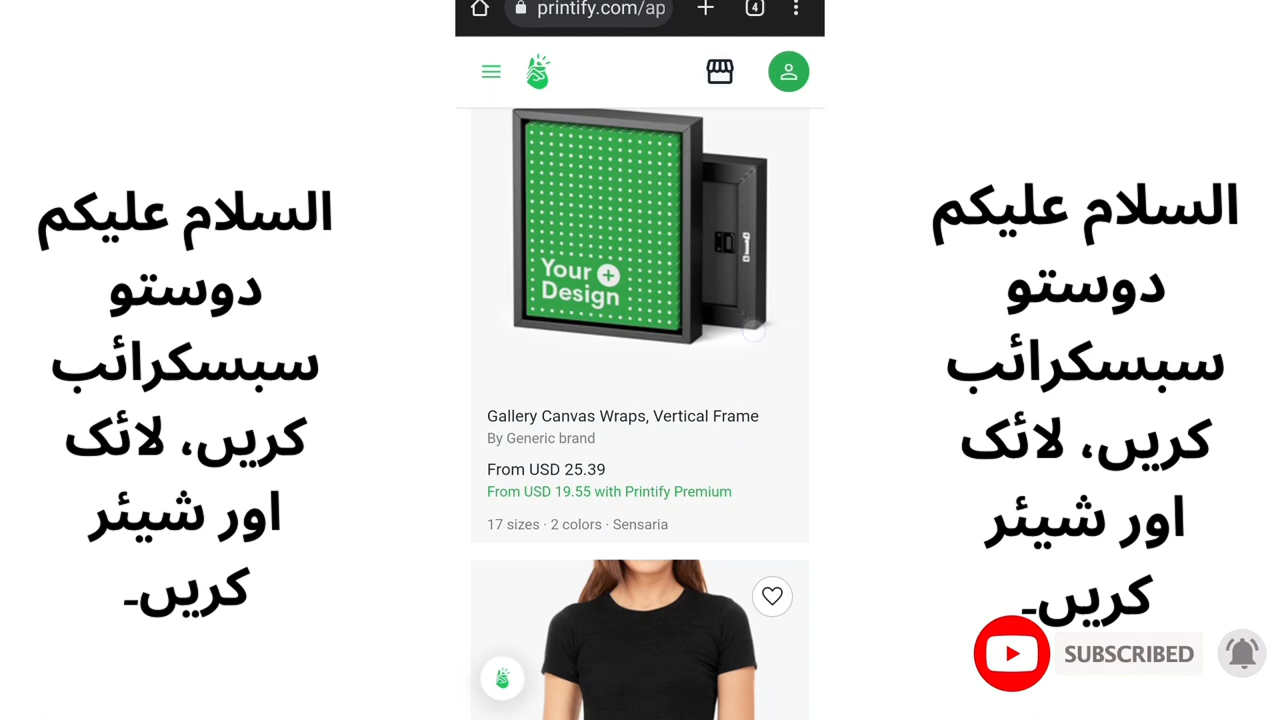 السلام علیکم
دوستو
سبسکرائب
کریں، لائک
اور شیئر
کریں۔
printify.com/ap
4
Your
Design
Gallery Canvas Wraps, Vertical Frame
By Generic brand
From USD 25.39
From USD 19.55 with Printify Premium
17 sizes · 2 colors · Sensaria
السلام علیکم
دوستو
سبسکرائب
کریں، لائک
اور شیئر
کریں۔
SUBSCRIBED